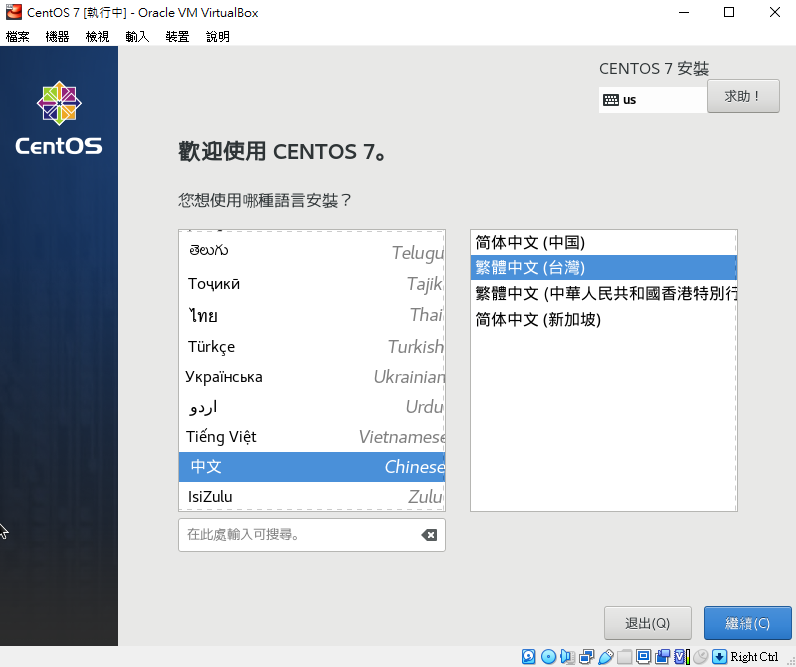 CentOS 7 [執行中] - Oracle VM VirtualBox
檔案 機器 檢視 輸入 裝置 說明
CentOS
CENTOS 7 安裝
us
求助！
歡迎使用 CENTOS 7。
您想使用哪種語言安裝？
తెలుగు Telugu
Тоҷикӣ Tajik
ไทย Thai
Türkçe Turkish
Українська Ukrainian
اردو Urdu
Tiếng Việt Vietnamese
中文 Chinese
IsiZulu Zulu
简体中文 (中国)
繁體中文 (台灣)
繁體中文 (中華人民共和國香港特別行
简体中文 (新加坡)
在此處輸入可搜尋。
退出(Q)
繼續(C)
Right Ctrl